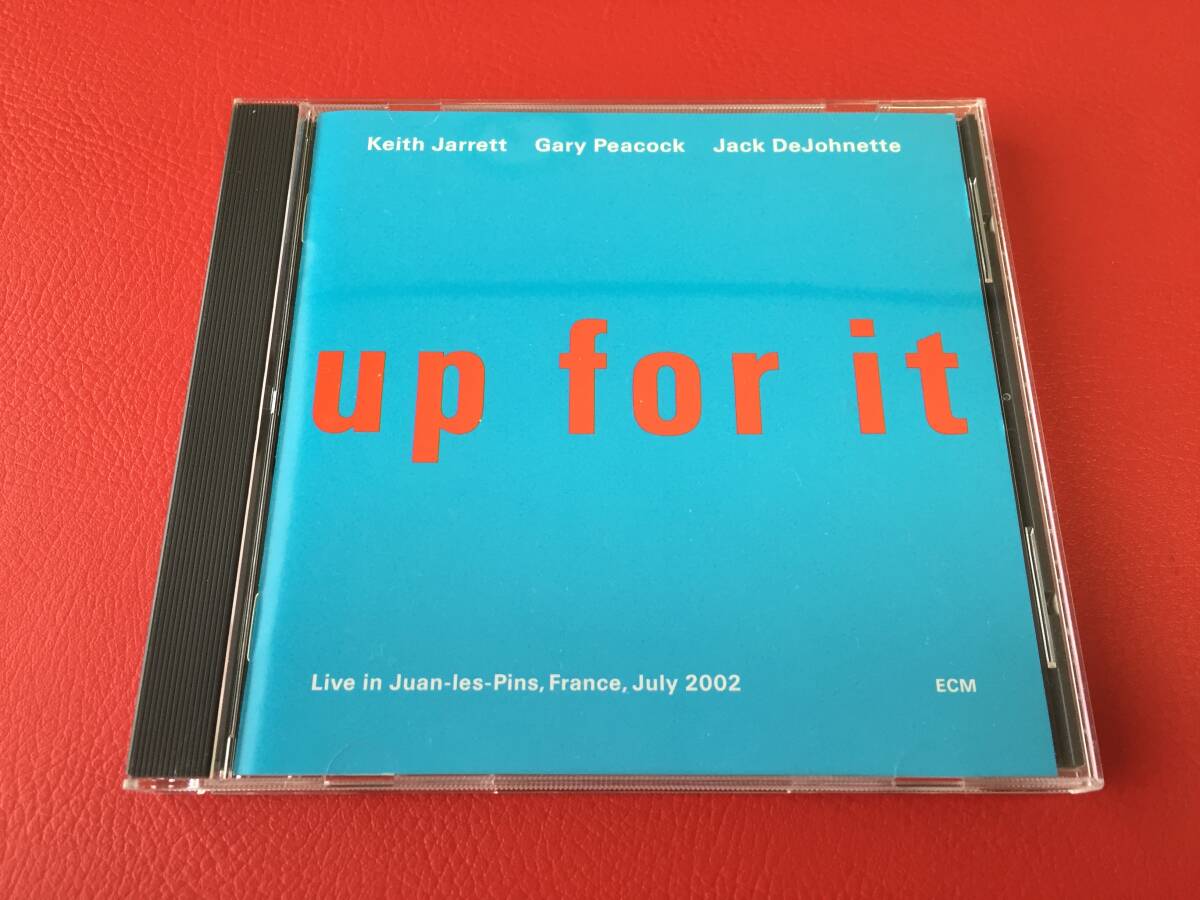 Keith Jarrett Gary Peacock Jack DeJohnette
up for it
Live in Juan-les-Pins, France, July 2002 ECM